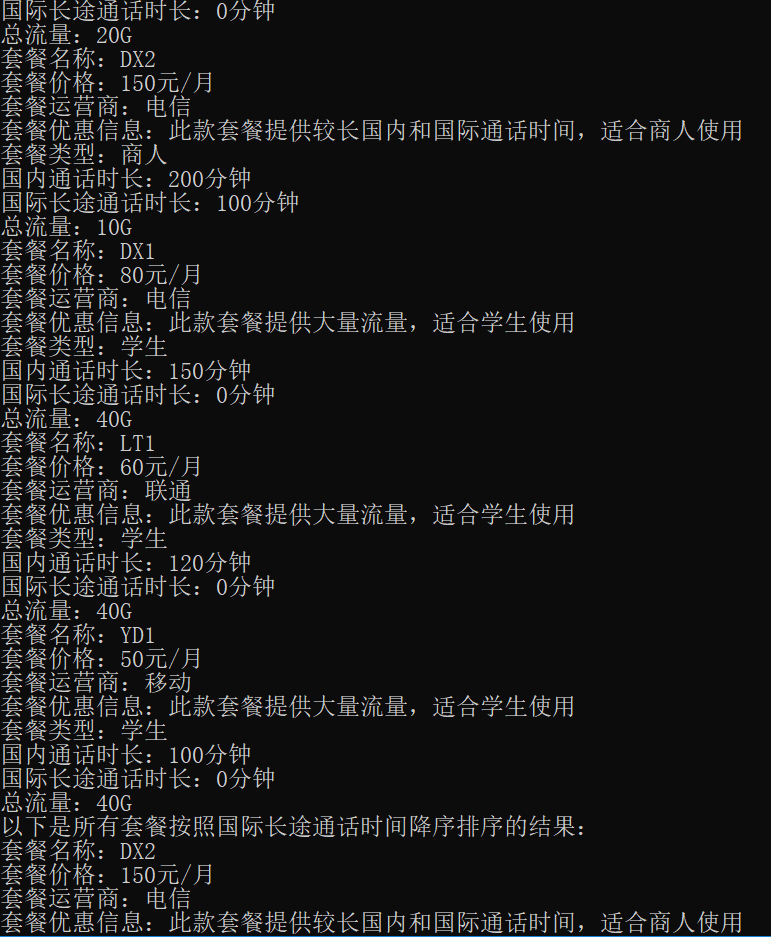 国际长途通话时长：0分钟
总流量：20G
套餐名称：DX2
套餐价格：150元/月
套餐运营商：电信
套餐优惠信息：此款套餐提供较长国内和国际通话时间，适合商人使用
套餐类型：商人
国内通话时长：200分钟
国际长途通话时长：100分钟
总流量：10G
套餐名称：DX1
套餐价格：80元/月
套餐运营商：电信
套餐优惠信息：此款套餐提供大量流量，适合学生使用
套餐类型：学生
国内通话时长：150分钟
国际长途通话时长：0分钟
总流量：40G
套餐名称：LT1
套餐价格：60元/月
套餐运营商：联通
套餐优惠信息：此款套餐提供大量流量，适合学生使用
套餐类型：学生
国内通话时长：120分钟
国际长途通话时长：0分钟
总流量：40G
套餐名称：YD1
套餐价格：50元/月
套餐运营商：移动
套餐优惠信息：此款套餐提供大量流量，适合学生使用
套餐类型：学生
国内通话时长：100分钟
国际长途通话时长：0分钟
总流量：40G
以下是所有套餐按照国际长途通话时间降序排序的结果：
套餐名称：DX2
套餐价格：150元/月
套餐运营商：电信
套餐优惠信息：此款套餐提供较长国内和国际通话时间，适合商人使用